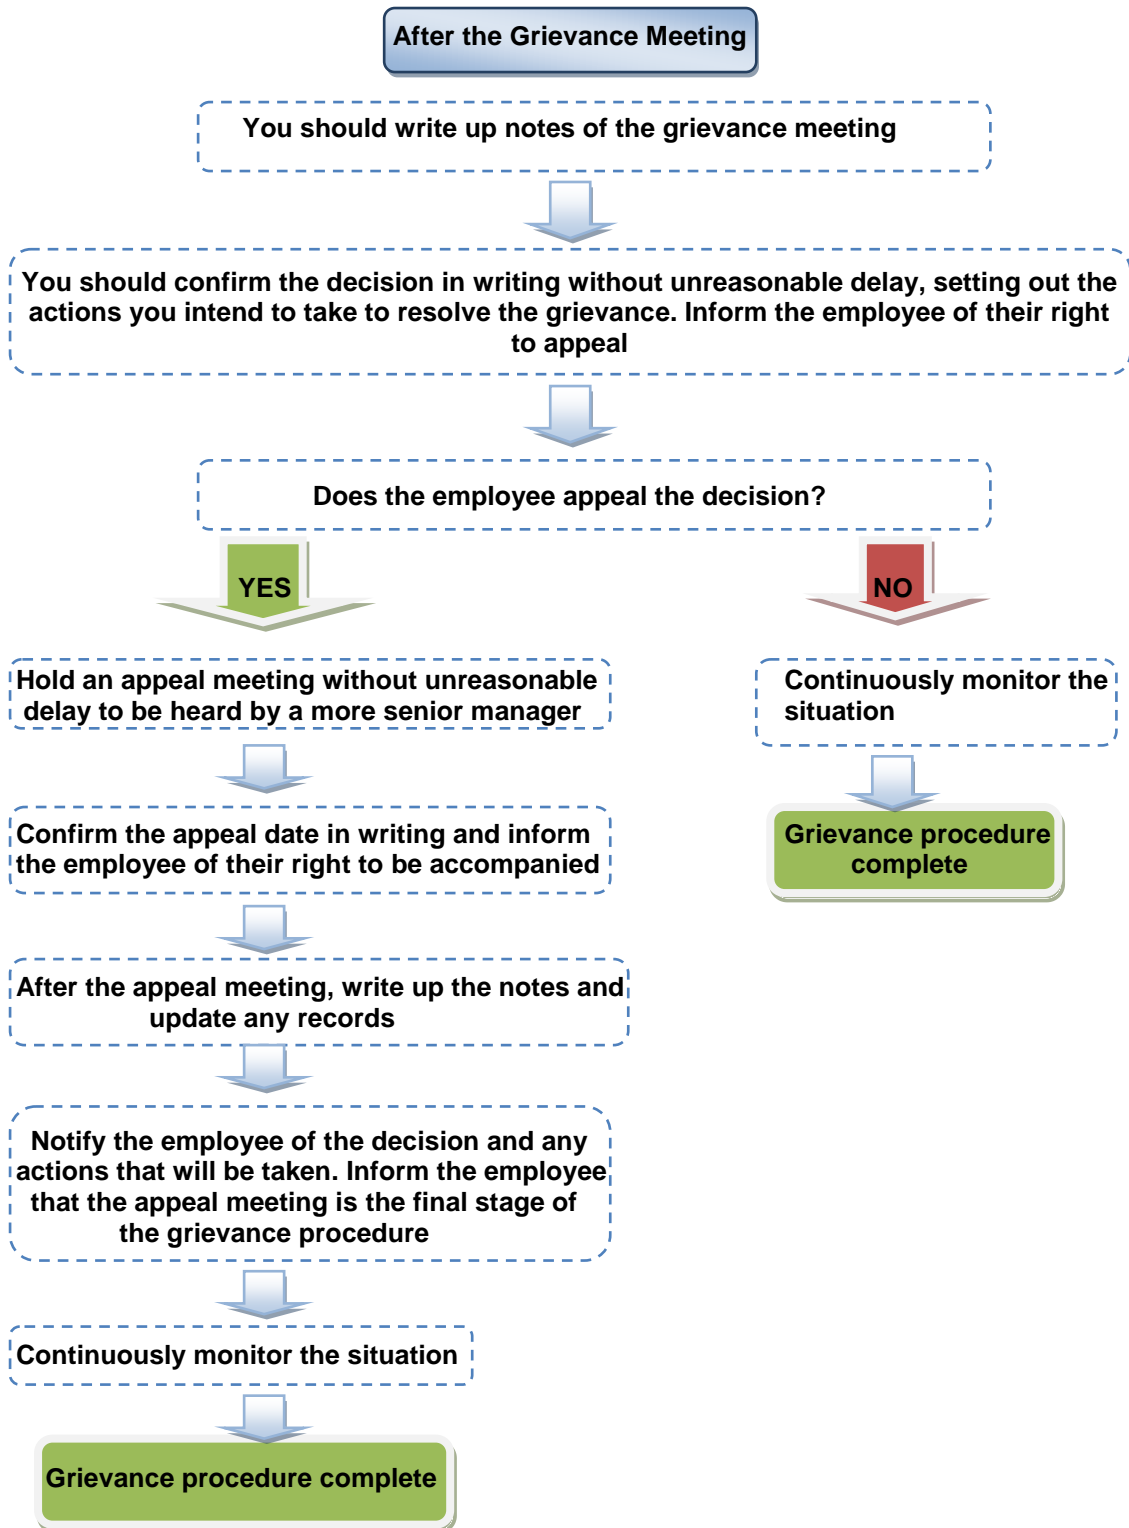 After the Grievance Meeting
You should write up notes of the grievance meeting
You should confirm the decision in writing without unreasonable delay, setting out the
actions you intend to take to resolve the grievance. Inform the employee of their right
to appeal
Does the employee appeal the decision?
YES
NO
Hold an appeal meeting without unreasonable
delay to be heard by a more senior manager
Continuously monitor the
situation
Confirm the appeal date in writing and inform
the employee of their right to be accompanied
Grievance procedure
complete
After the appeal meeting, write up the notes and
update any records
Notify the employee of the decision and any
actions that will be taken. Inform the employee
that the appeal meeting is the final stage of
the grievance procedure
Continuously monitor the situation
Grievance procedure complete